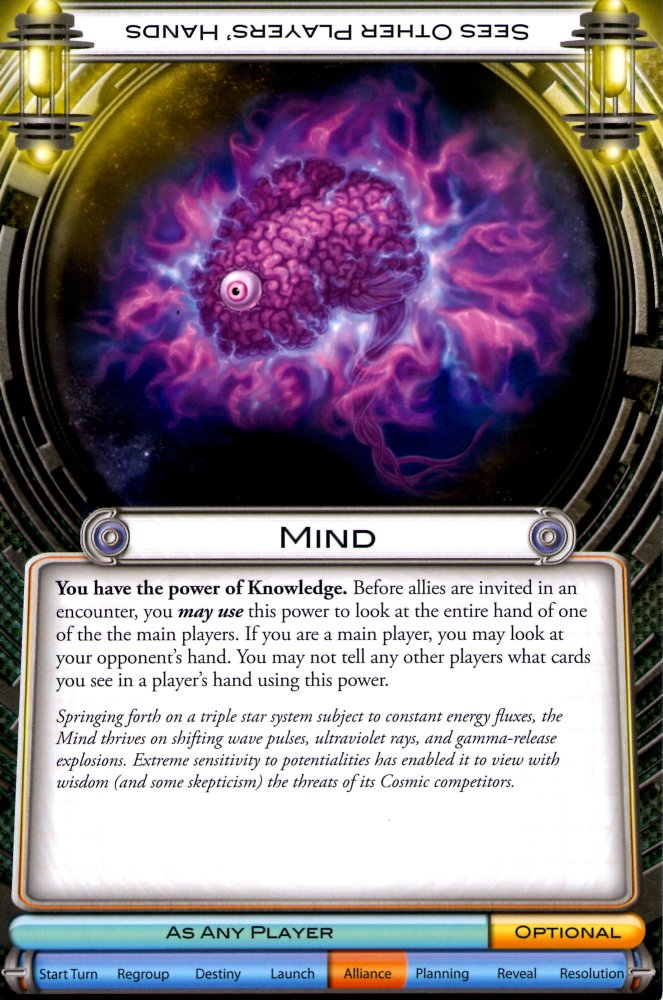 Sees Other Players' Hands
Mind
You have the power of Knowledge. Before allies are invited in an
encounter, you may use this power to look at the entire hand of one
of the the main players. If you are a main player, you may look at
your opponent's hand. You may not tell any other players what cards
you see in a player's hand using this power.
Springing forth on a triple star system subject to constant energy fluxes, the
Mind thrives on shifting wave pulses, ultraviolet rays, and gamma-release
explosions. Extreme sensitivity to potentialities has enabled it to view with
wisdom (and some skepticism) the threats of its Cosmic competitors.
As Any Player Optional
Start Turn Regroup Destiny Launch Alliance Planning Reveal Resolution